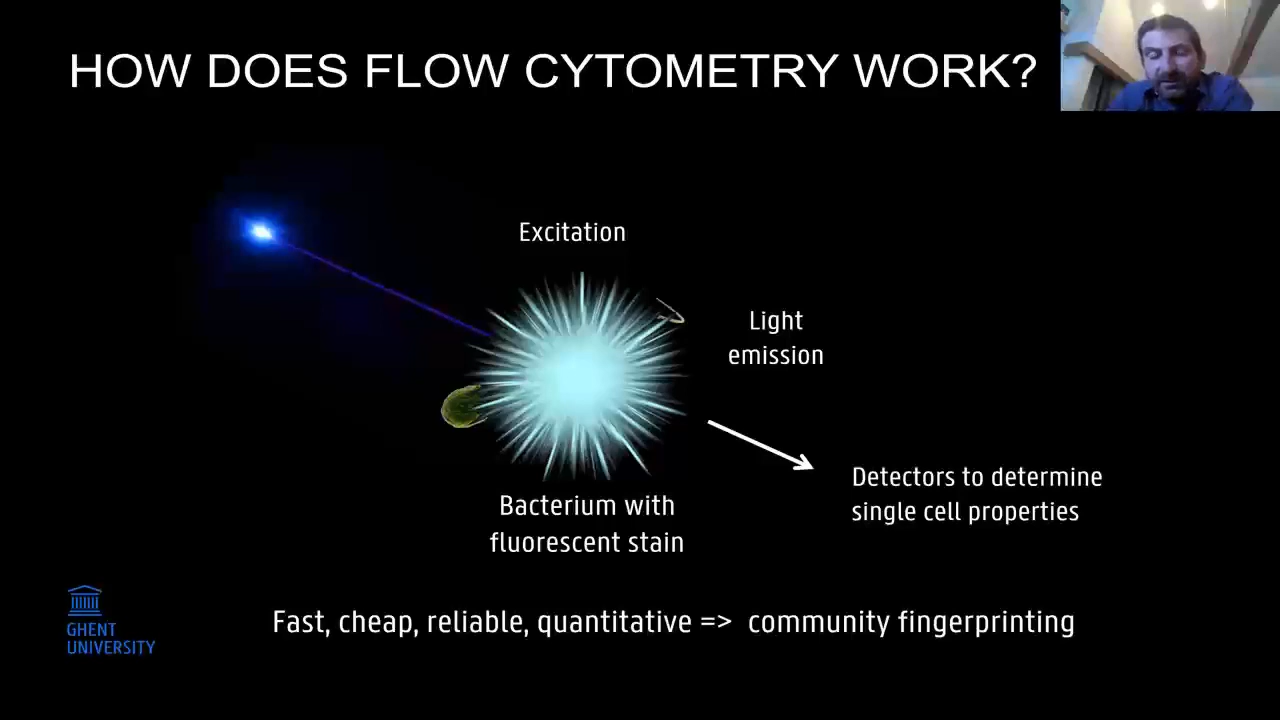 HOW DOES FLOW CYTOMETRY WORK?
Excitation
Light
emission
Detectors to determine
single cell properties
Bacterium with
fluorescent stain
Fast, cheap, reliable, quantitative => community fingerprinting
GHENT
UNIVERSITY